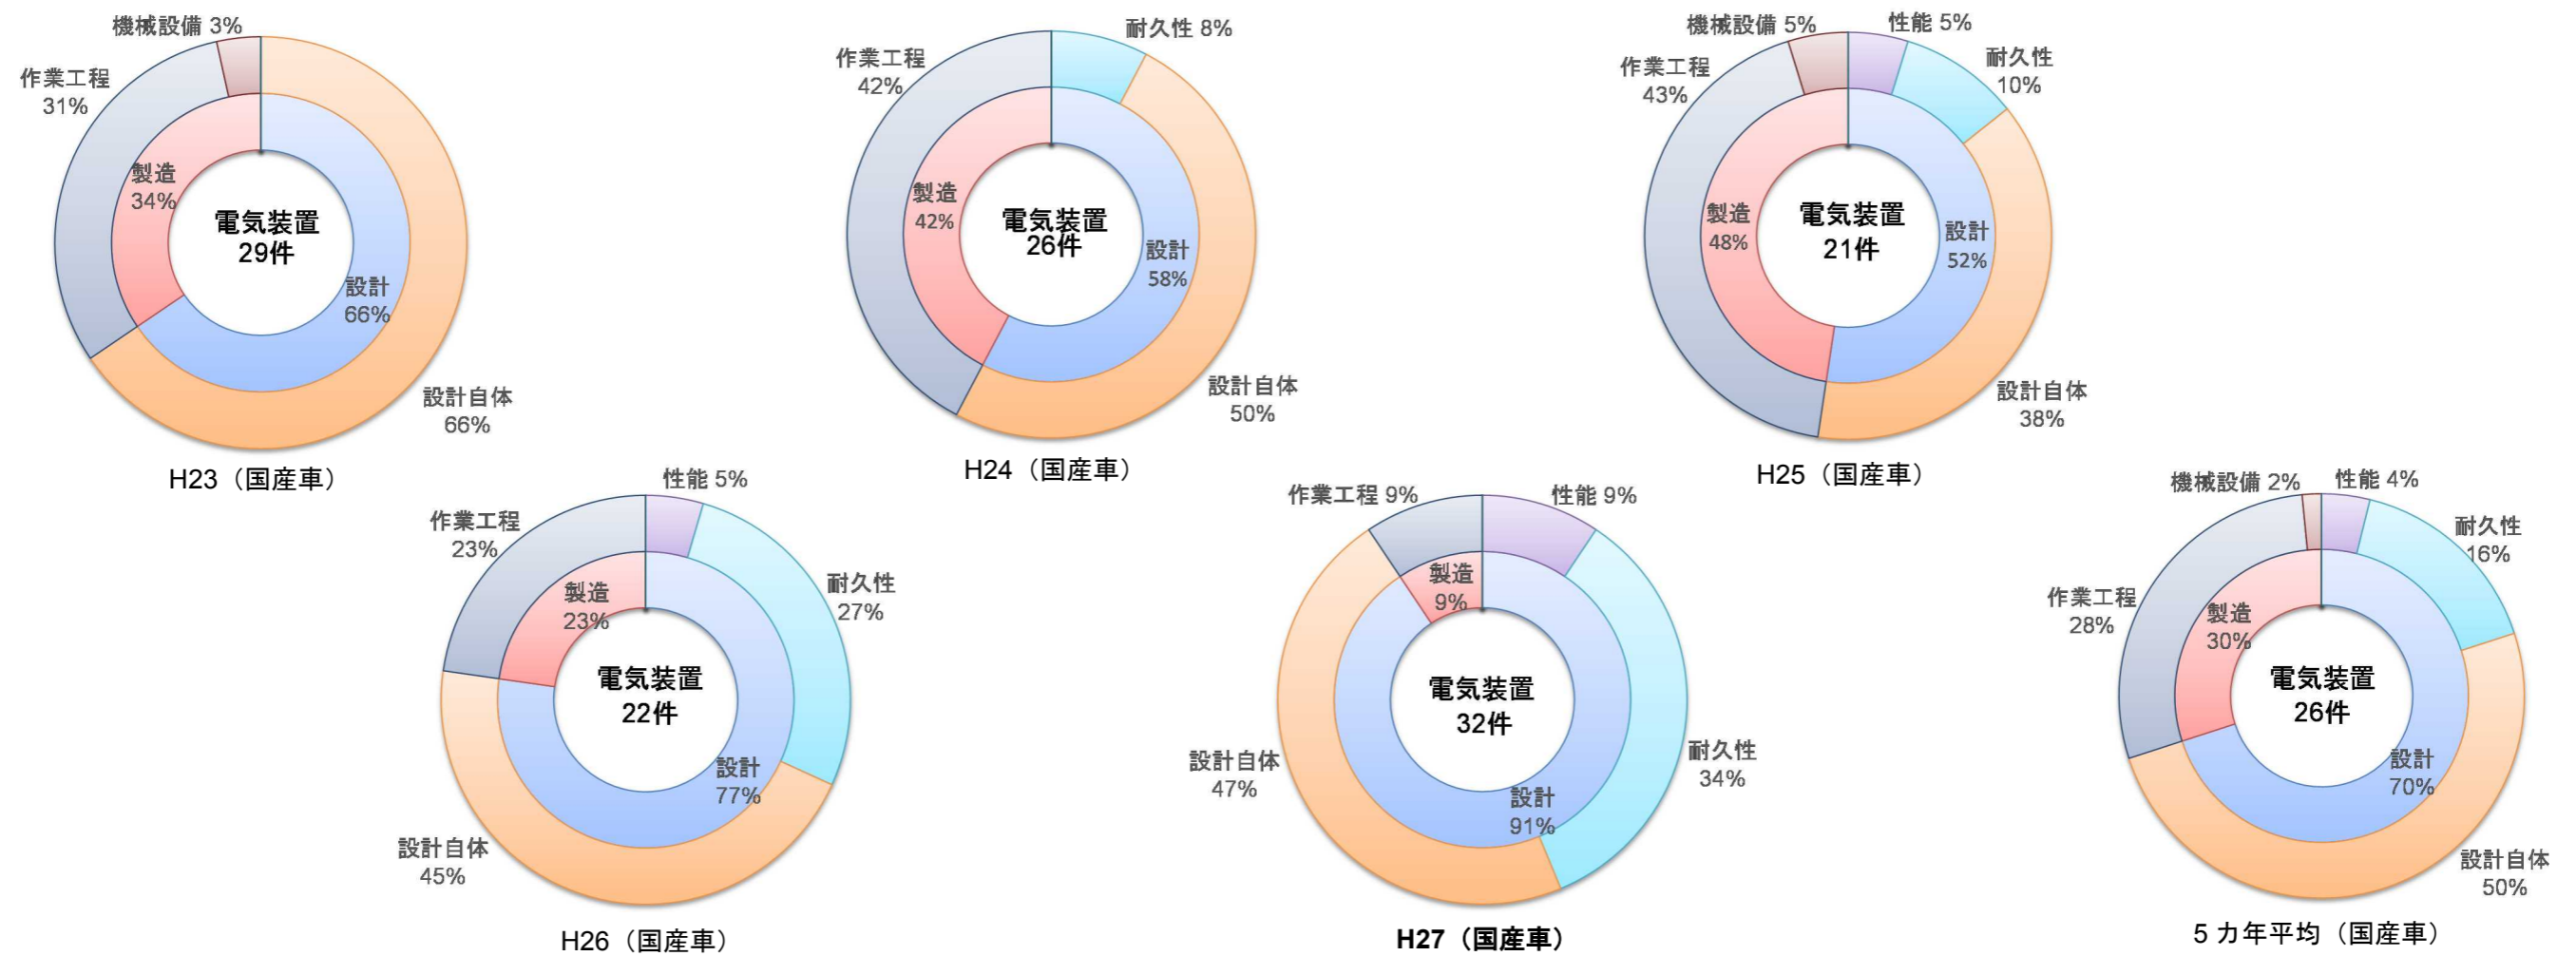 機械設備 3%
作業工程
31%
製造
34%
電気装置
29件
設計
66%
設計自体
66%
H23（国産車）
耐久性 8%
作業工程
42%
製造
42%
電気装置
26件
設計
58%
設計自体
50%
H24（国産車）
機械設備 5%
性能 5%
耐久性
10%
作業工程
43%
製造
48%
電気装置
21件
設計
52%
設計自体
38%
H25（国産車）
性能 5%
作業工程
23%
耐久性
27%
製造
23%
電気装置
22件
設計
77%
設計自体
45%
H26（国産車）
作業工程 9%
性能 9%
製造
9%
電気装置
32件
耐久性
34%
設計自体
47%
設計
91%
H27（国産車）
機械設備 2%
性能 4%
耐久性
16%
作業工程
28%
製造
30%
電気装置
26件
設計
70%
設計自体
50%
5 カ年平均（国産車）